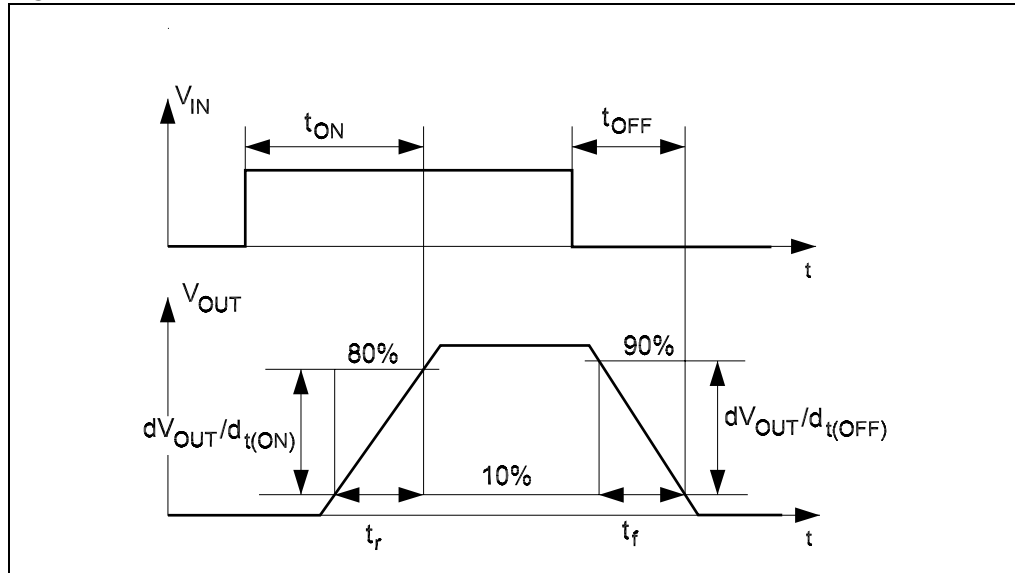 V_IN
t_ON
t_OFF
t
V_OUT
80%
90%
dV_OUT/d_t(ON)
dV_OUT/d_t(OFF)
10%
t_r
t_f
t